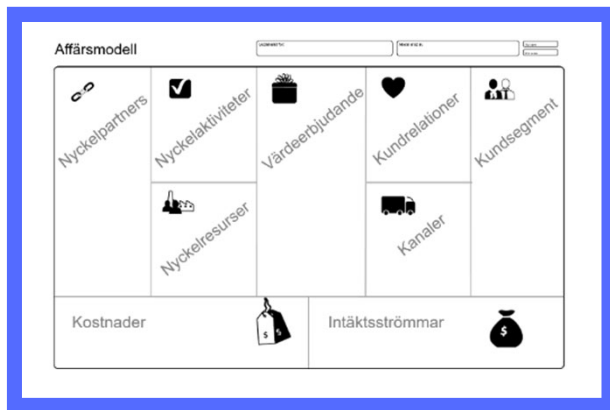 Affärsmodell
Nyckelpartners
Nyckelaktiviteter
Värdeerbjudande
Kundrelationer
Kundsegment
Nyckelresurser
Kanaler
Kostnader
$ $
Intäktsströmmar
$